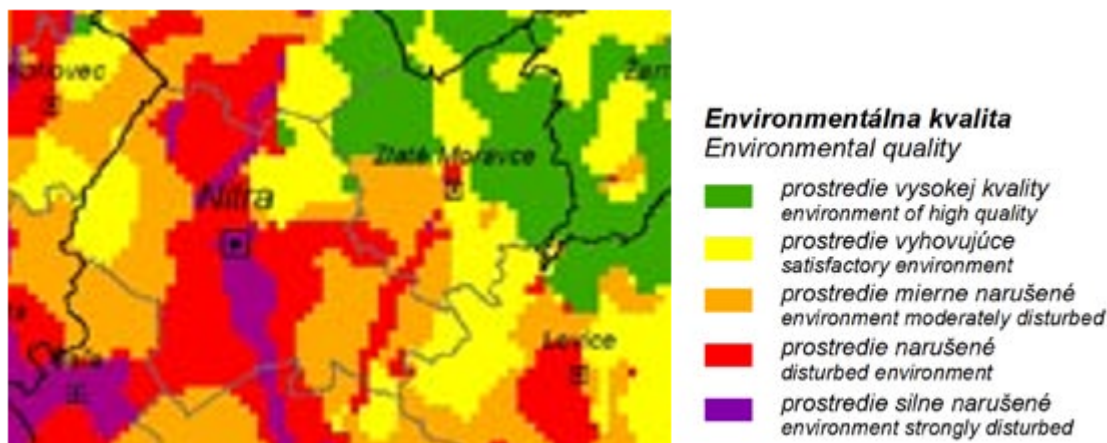 Zlaté Moravce
Nitra
Levice
Environmentálna kvalita
Environmental quality
prostredie vysokej kvality
environment of high quality
prostredie vyhovujúce
satisfactory environment
prostredie mierne narušené
environment moderately disturbed
prostredie narušené
disturbed environment
prostredie silne narušené
environment strongly disturbed